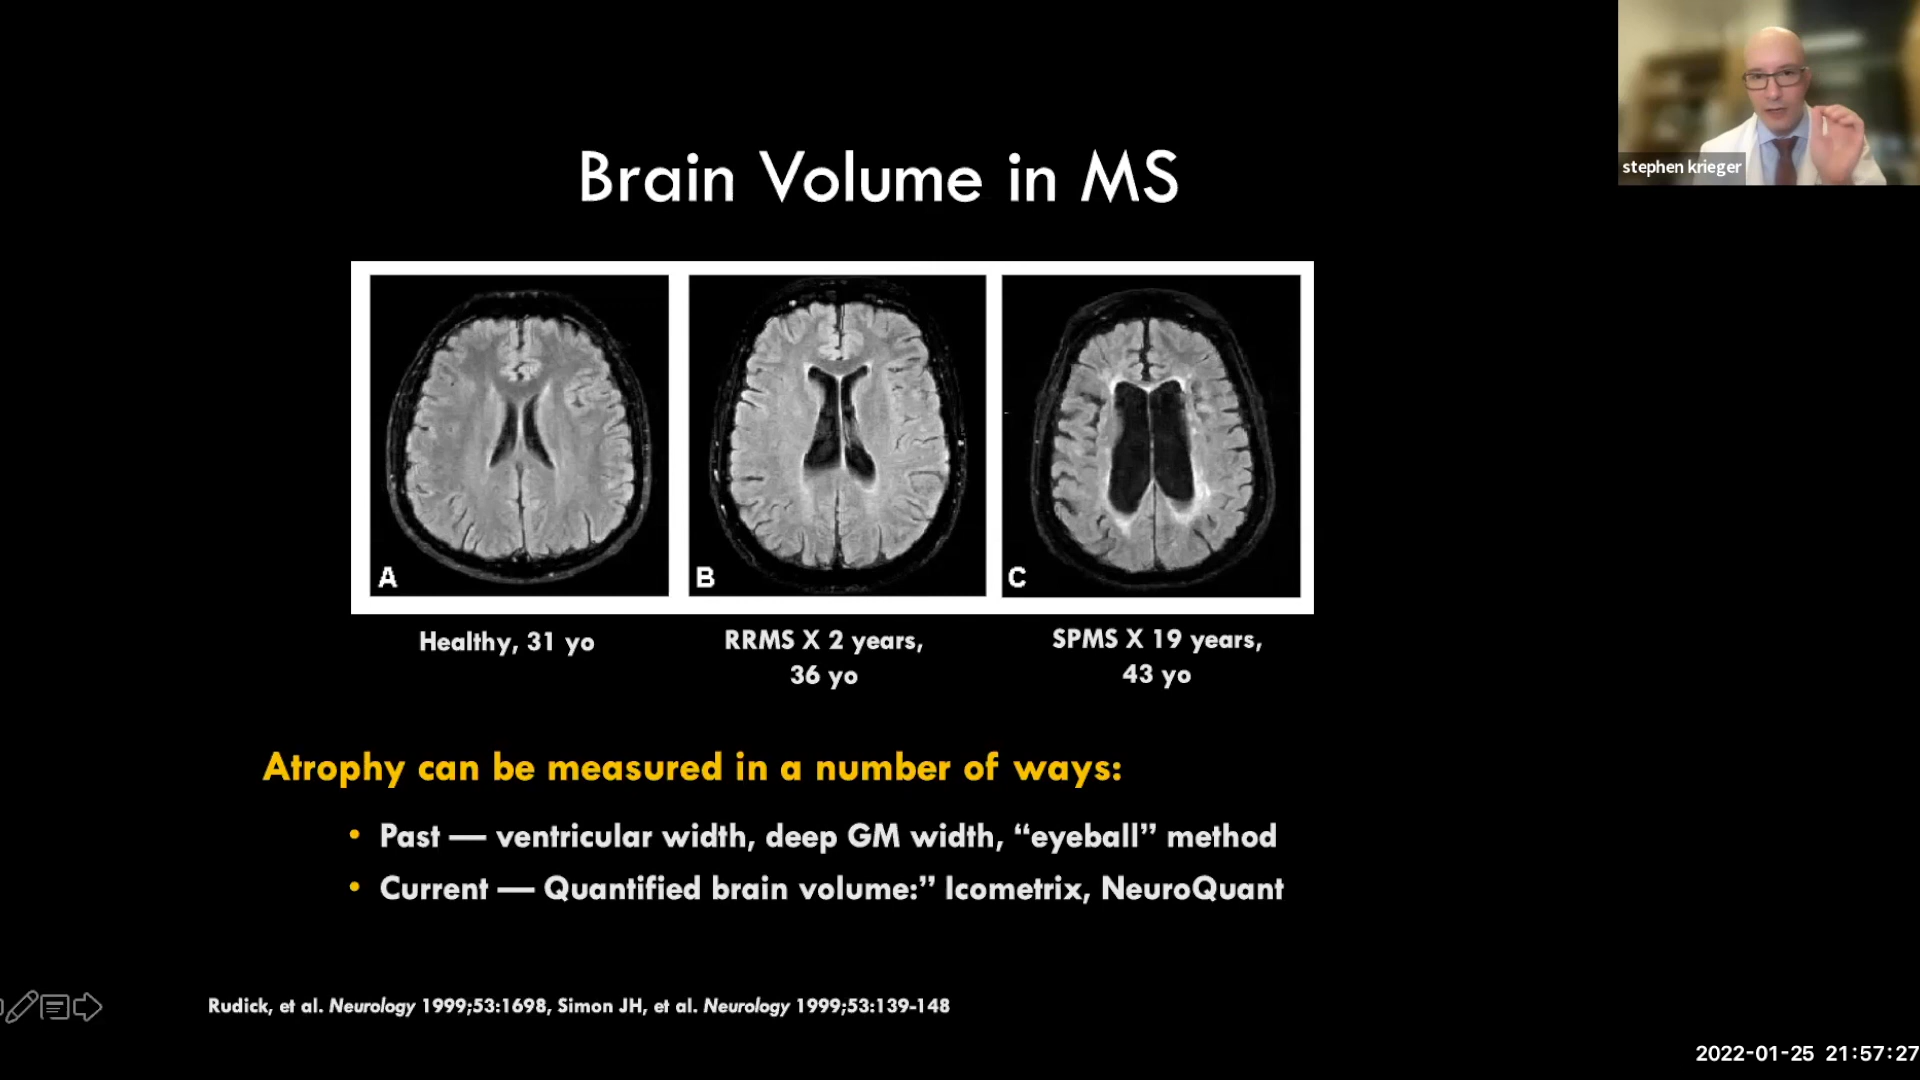 stephen krieger
Brain Volume in MS
A
B
C
Healthy, 31 yo
RRMS X 2 years,
36 yo
SPMS X 19 years,
43 yo
Atrophy can be measured in a number of ways:
• Past — ventricular width, deep GM width, “eyeball” method
• Current — Quantified brain volume:” Icometrix, NeuroQuant
Rudick, et al. Neurology 1999;53:1698, Simon JH, et al. Neurology 1999;53:139-148
2022-01-25 21:57:27